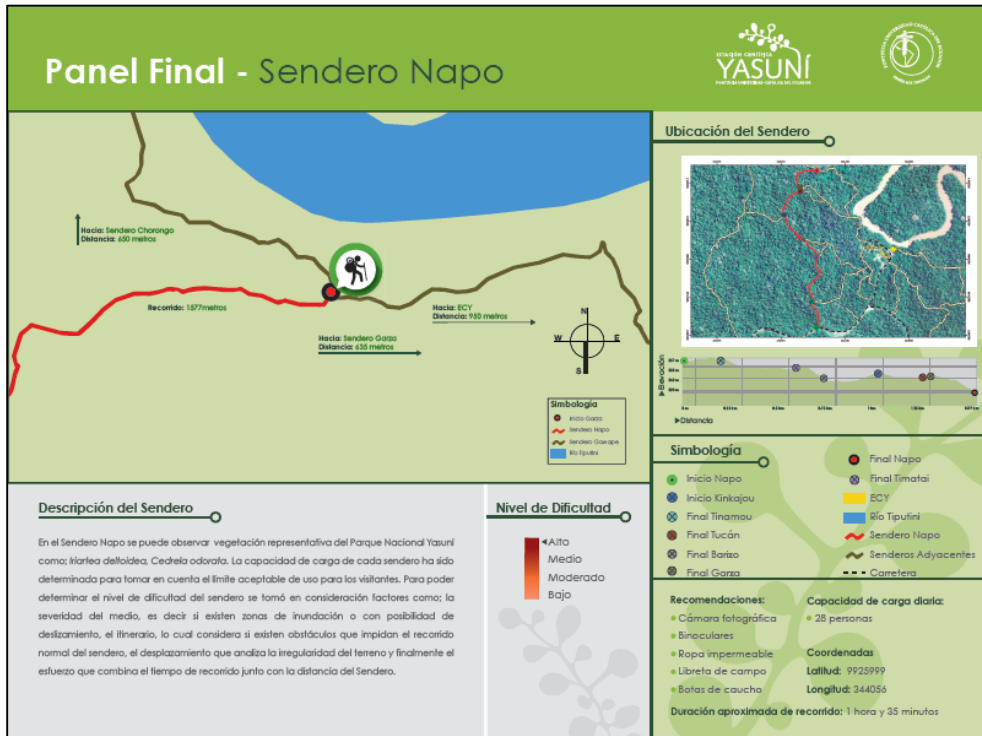 Panel Final - Sendero Napo
ESTACIÓN CIENTÍFICA
YASUNÍ
PONTIFICIA UNIVERSIDAD CATÓLICA DEL ECUADOR
Hacia: Sendero Chorongo
Distancia: 650 metros
Recorrido: 1577metros
Hacia: ECY
Distancia: 950 metros
Hacia: Sendero Garza
Distancia: 635 metros
N
W E
S
Simbología
Inicio Garza
Sendero Napo
Sendero Gawape
Río Tiputini
Ubicación del Sendero
Elevación
Distancia
Simbología
Inicio Napo
Inicio Kinkajou
Final Tinamou
Final Tucán
Final Barizo
Final Garza
Final Napo
Final Timatai
ECY
Río Tiputini
Sendero Napo
Senderos Adyacentes
Carretera
Descripción del Sendero
En el Sendero Napo se puede observar vegetación representativa del Parque Nacional Yasuní
como; Iriartea deltoidea, Cedrela odorata. La capacidad de carga de cada sendero ha sido
determinada para tomar en cuenta el límite aceptable de uso para los visitantes. Para poder
determinar el nivel de dificultad del sendero se tomó en consideración factores como; la
severidad del medio, es decir si existen zonas de inundación o con posibilidad de
deslizamiento, el itinerario, lo cual considera si existen obstáculos que impidan el recorrido
normal del sendero, el desplazamiento que analiza la irregularidad del terreno y finalmente el
esfuerzo que combina el tiempo de recorrido junto con la distancia del Sendero.
Nivel de Dificultad
Alto
Medio
Moderado
Bajo
Recomendaciones:
Cámara fotográfica
Binoculares
Ropa impermeable
Libreta de campo
Botas de caucho
Capacidad de carga diaria:
28 personas
Coordenadas
Latitud: 9925999
Longitud: 344056
Duración aproximada de recorrido: 1 hora y 35 minutos